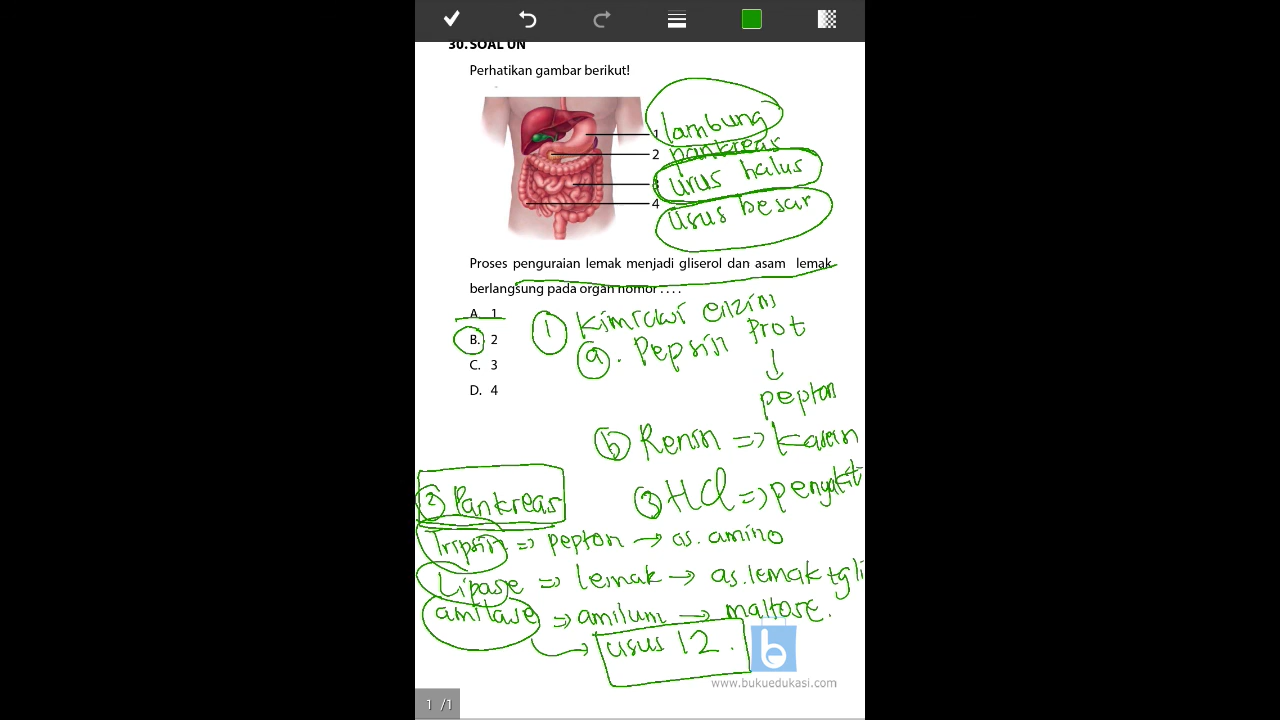 30. SOAL UN
Perhatikan gambar berikut!
1 lambung
2 pankreas
usus halus
4 usus besar
Proses penguraian lemak menjadi gliserol dan asam lemak
berlangsung pada organ nomor . . . .
A. 1
B. 2
C. 3
D. 4
1 kimiawi enzim
a. Pepsin Prot
↓
pepton
b Renin => kasein
3 HCl => penyakit
2 Pankreas
Tripsin => pepton → as. amino
Lipase => lemak → as. lemak + gli
amilase => amilum → maltose.
usus 12.
b
www.bukuedukasi.com
1 /1